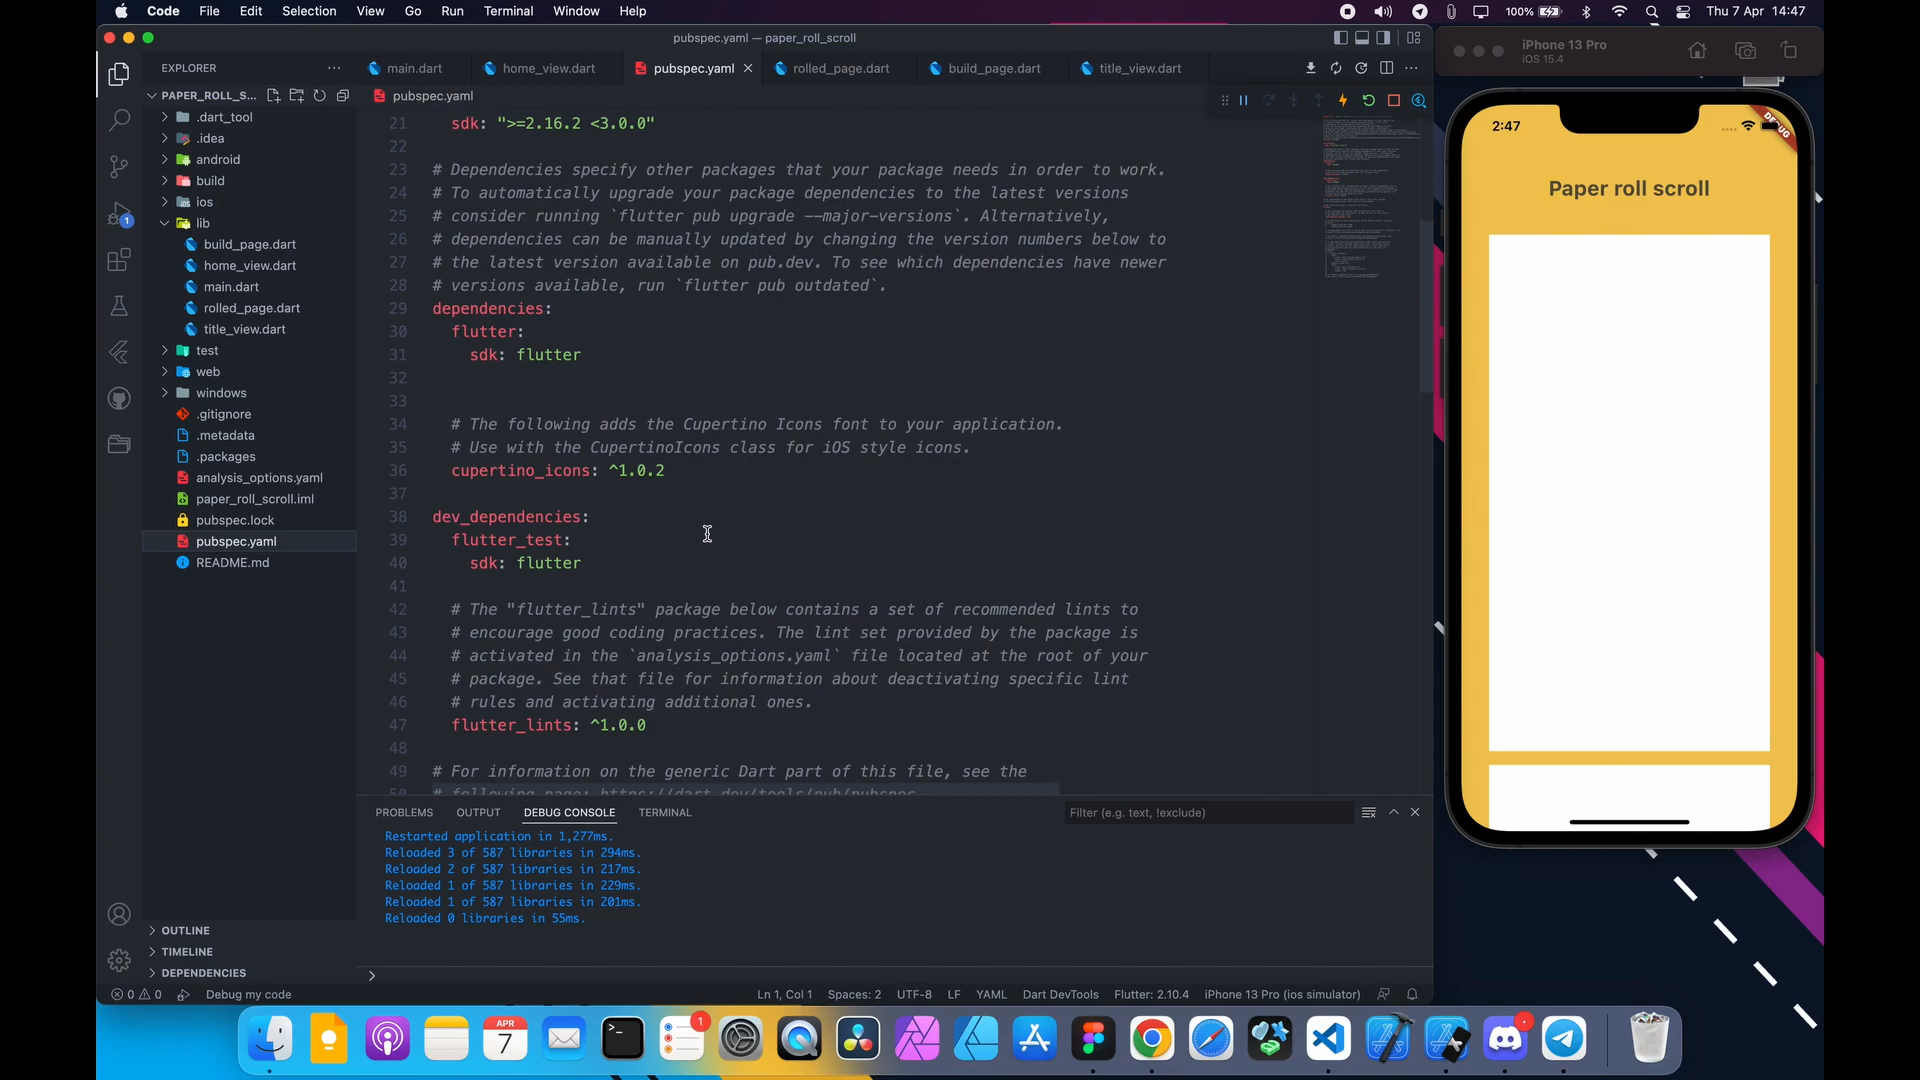 Code File Edit Selection View Go Run Terminal Window Help
100% Thu 7 Apr 14:47
pubspec.yaml — paper_roll_scroll
EXPLORER
main.dart home_view.dart pubspec.yaml rolled_page.dart build_page.dart title_view.dart
PAPER_ROLL_S...
pubspec.yaml
.dart_tool
.idea
android
build
ios
lib
build_page.dart
home_view.dart
main.dart
rolled_page.dart
title_view.dart
test
web
windows
.gitignore
.metadata
.packages
analysis_options.yaml
paper_roll_scroll.iml
pubspec.lock
pubspec.yaml
README.md
OUTLINE
TIMELINE
DEPENDENCIES
1
21 sdk: ">=2.16.2 <3.0.0"
22
23 # Dependencies specify other packages that your package needs in order to work.
24 # To automatically upgrade your package dependencies to the latest versions
25 # consider running `flutter pub upgrade --major-versions`. Alternatively,
26 # dependencies can be manually updated by changing the version numbers below to
27 # the latest version available on pub.dev. To see which dependencies have newer
28 # versions available, run `flutter pub outdated`.
29 dependencies:
30 flutter:
31 sdk: flutter
32
33
34 # The following adds the Cupertino Icons font to your application.
35 # Use with the CupertinoIcons class for iOS style icons.
36 cupertino_icons: ^1.0.2
37
38 dev_dependencies:
39 flutter_test:
40 sdk: flutter
41
42 # The "flutter_lints" package below contains a set of recommended lints to
43 # encourage good coding practices. The lint set provided by the package is
44 # activated in the `analysis_options.yaml` file located at the root of your
45 # package. See that file for information about deactivating specific lint
46 # rules and activating additional ones.
47 flutter_lints: ^1.0.0
48
49 # For information on the generic Dart part of this file, see the
50 # following page: https://dart.dev/tools/pub/pubspec
PROBLEMS OUTPUT DEBUG CONSOLE TERMINAL
Filter (e.g. text, !exclude)
Restarted application in 1,277ms.
Reloaded 3 of 587 libraries in 294ms.
Reloaded 2 of 587 libraries in 217ms.
Reloaded 1 of 587 libraries in 229ms.
Reloaded 1 of 587 libraries in 201ms.
Reloaded 0 libraries in 55ms.
0 0 Debug my code
Ln 1, Col 1 Spaces: 2 UTF-8 LF YAML Dart DevTools Flutter: 2.10.4 iPhone 13 Pro (ios simulator)
iPhone 13 Pro
iOS 15.4
2:47
DEBUG
Paper roll scroll
APR
7
1